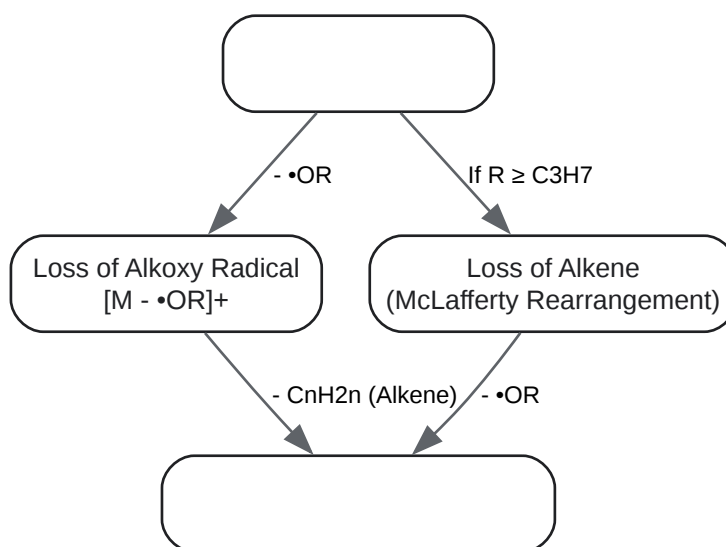 - •OR
If R ≥ C3H7
Loss of Alkoxy Radical
[M - •OR]+
Loss of Alkene
(McLafferty Rearrangement)
- CnH2n (Alkene)
- •OR